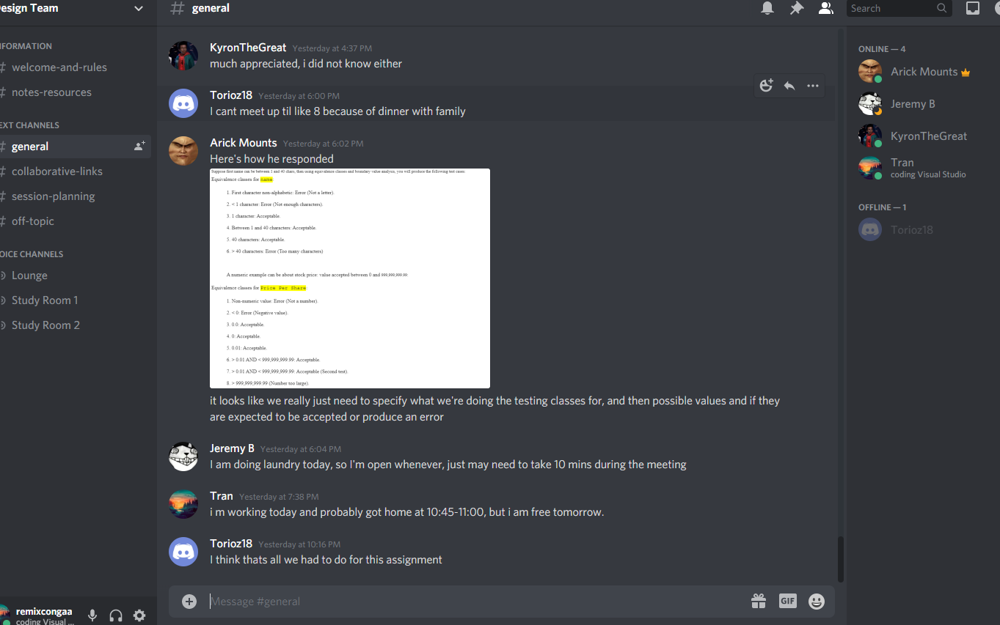 esign Team
general
Search
NFORMATION
welcome-and-rules
notes-resources
EXT CHANNELS
general
collaborative-links
session-planning
off-topic
OICE CHANNELS
Lounge
Study Room 1
Study Room 2
remixcongaa
coding Visual ...
KyronTheGreat Yesterday at 4:37 PM
much appreciated, i did not know either
Torioz18 Yesterday at 6:00 PM
I cant meet up til like 8 because of dinner with family
Arick Mounts Yesterday at 6:02 PM
Here's how he responded
Suppose first name can be between 1 and 40 chars, then using equivalence classes and boundary value analysis, you will produce the following test cases:
Equivalence classes for name
1. First character non-alphabetic: Error (Not a letter).
2. < 1 character: Error (Not enough characters).
3. 1 character: Acceptable.
4. Between 1 and 40 characters: Acceptable.
5. 40 characters: Acceptable.
6. > 40 characters: Error (Too many characters)
A numeric example can be about stock price: value accepted between 0 and 999,999,999.99:
Equivalence classes for Price Per Share
1. Non-numeric value: Error (Not a number).
2. < 0: Error (Negative value).
3. 0.0: Acceptable.
4. 0: Acceptable.
5. 0.01: Acceptable.
6. > 0.01 AND < 999,999,999.99: Acceptable.
7. > 0.01 AND < 999,999,999.99: Acceptable (Second test).
8. > 999,999,999.99 (Number too large).
it looks like we really just need to specify what we're doing the testing classes for, and then possible values and if they
are expected to be accepted or produce an error
Jeremy B Yesterday at 6:04 PM
I am doing laundry today, so I'm open whenever, just may need to take 10 mins during the meeting
Tran Yesterday at 7:38 PM
i m working today and probably got home at 10:45-11:00, but i am free tomorrow.
Torioz18 Yesterday at 10:16 PM
I think thats all we had to do for this assignment
Message #general
GIF
ONLINE — 4
Arick Mounts
Jeremy B
KyronTheGreat
Tran
coding Visual Studio
OFFLINE — 1
Torioz18